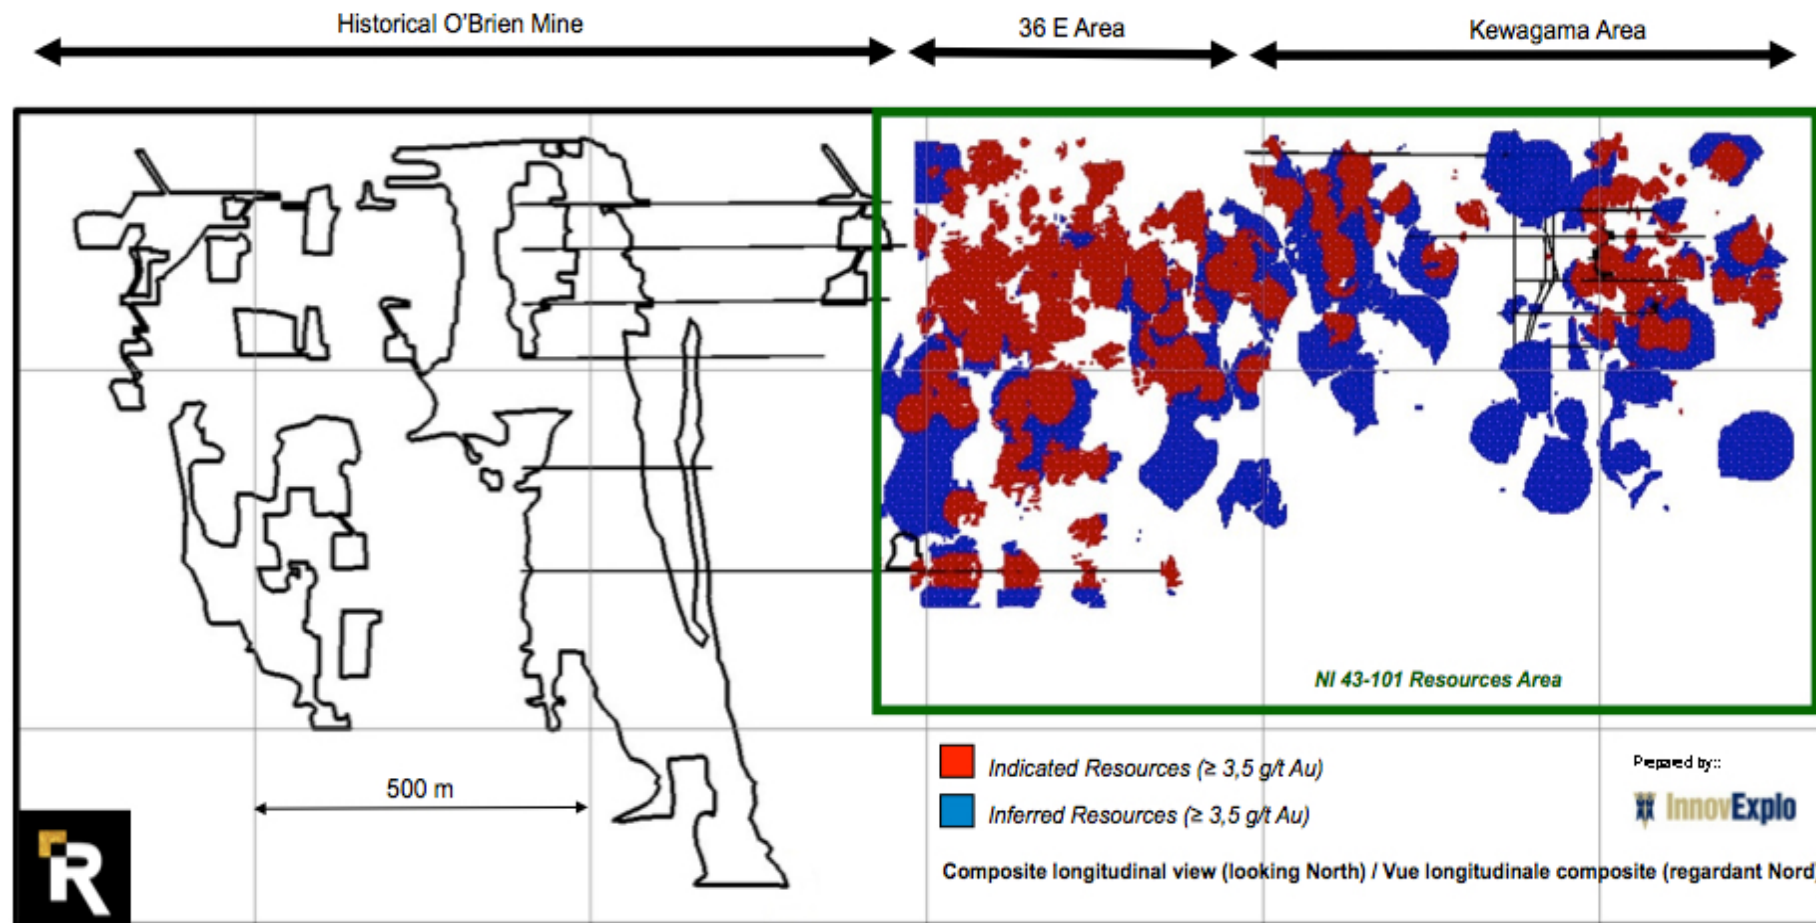 Historical O'Brien Mine
36 E Area
Kewagama Area
NI 43-101 Resources Area
500 m
Indicated Resources (≥ 3,5 g/t Au)
Inferred Resources (≥ 3,5 g/t Au)
Prepared by::
InnovExplo
R
Composite longitudinal view (looking North) / Vue longitudinale composite (regardant Nord)